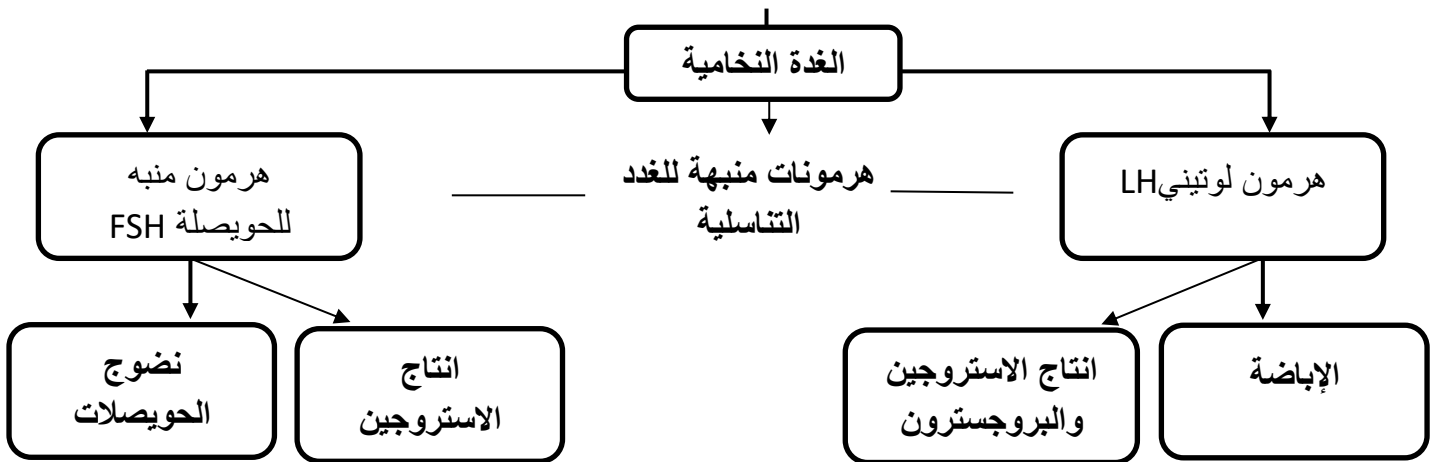 الغدة النخامية
هرمون لوتينيLH
هرمونات منبهة للغدد
التناسلية
هرمون منبه
للحويصلة FSH
الإباضة
انتاج الاستروجين
والبروجسترون
انتاج
الاستروجين
نضوج
الحويصلات